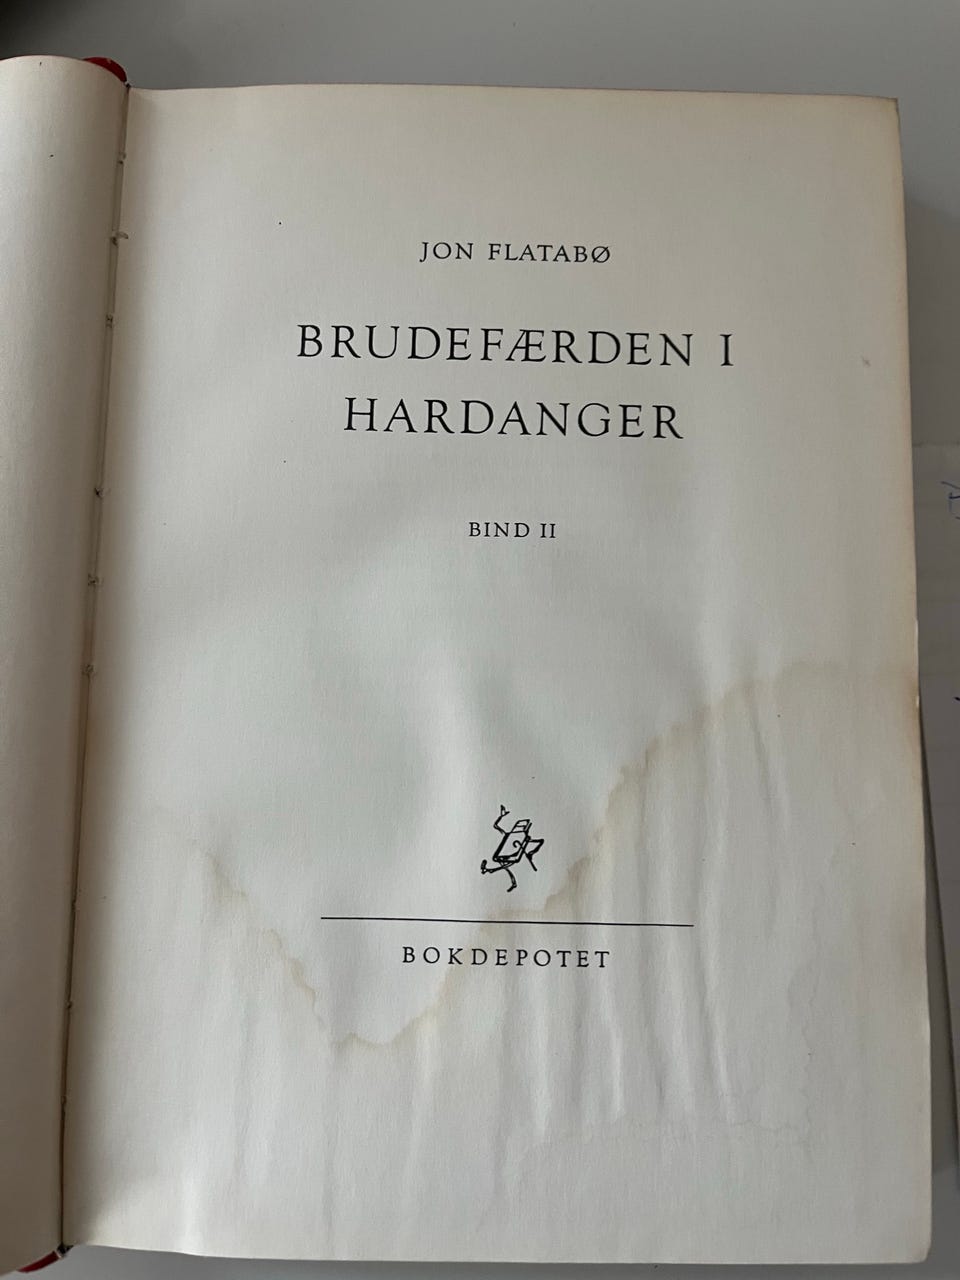 JON FLATABØ
BRUDEFÆRDEN I
HARDANGER
BIND II
BOKDEPOTET